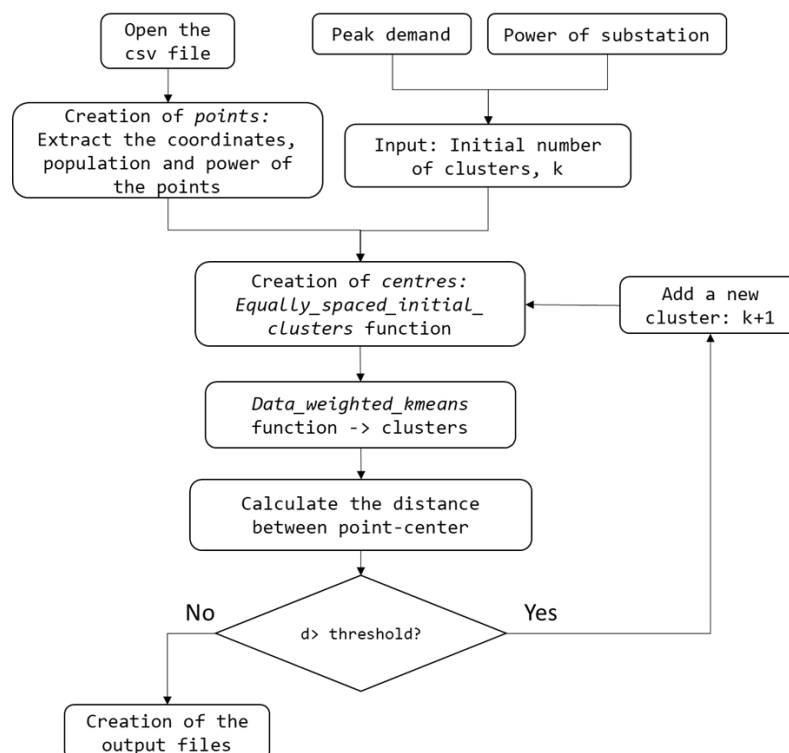 Open the
csv file
Peak demand
Power of substation
Creation of points:
Extract the coordinates,
population and power of
the points
Input: Initial number
of clusters, k
Creation of centres:
Equally_spaced_initial_
clusters function
Add a new
cluster: k+1
Data_weighted_kmeans
function -> clusters
Calculate the distance
between point-center
No
Yes
d> threshold?
Creation of the
output files